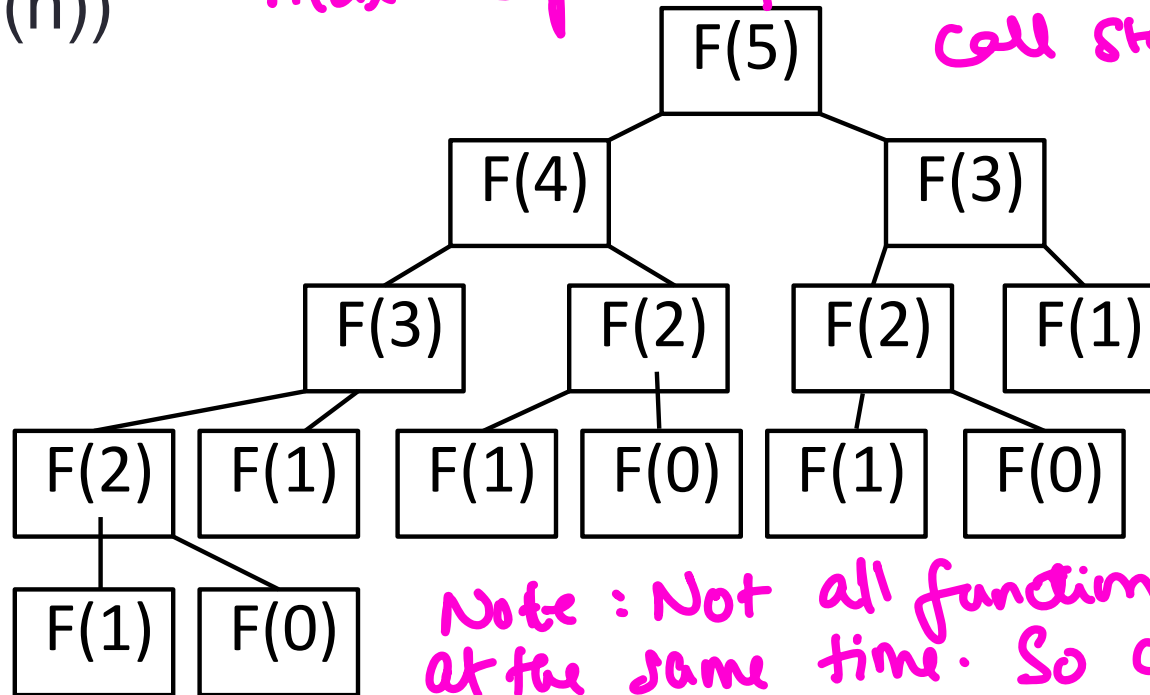 (n))
F(5)
call
F(4) F(3)
F(3) F(2) F(2) F(1)
F(2) F(1) F(1) F(0) F(1) F(0)
F(1) F(0)
Note : Not all function
at the same time. So